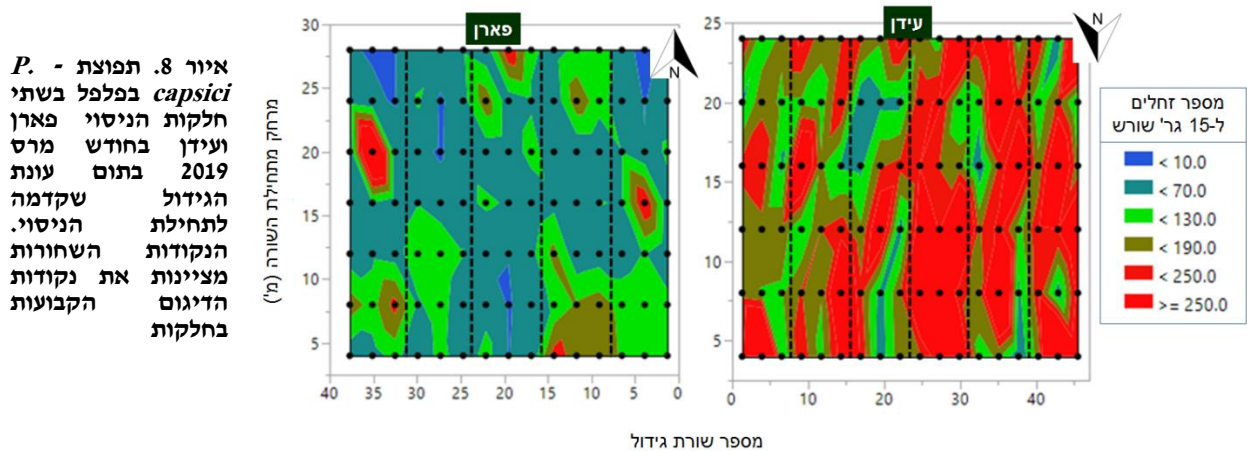 איור 8. תפוצת - P.
capsici בפלפל בשתי
חלקות הניסוי פארן
ועידן בחודש מרס
2019 בתום עונת
הגידול שקדמה
לתחילת הניסוי.
הנקודות השחורות
מציינות את נקודות
הדיגום הקבועות
בחלקות
מרחק מתחילת השורה (מ')
פארן
N
30
25
20
15
10
5
40 35 30 25 20 15 10 5 0
עידן
N
25
20
15
10
5
0 10 20 30 40
מספר שורת גידול
מספר זחלים
ל-15 גר' שורש
< 10.0
< 70.0
< 130.0
< 190.0
< 250.0
>= 250.0